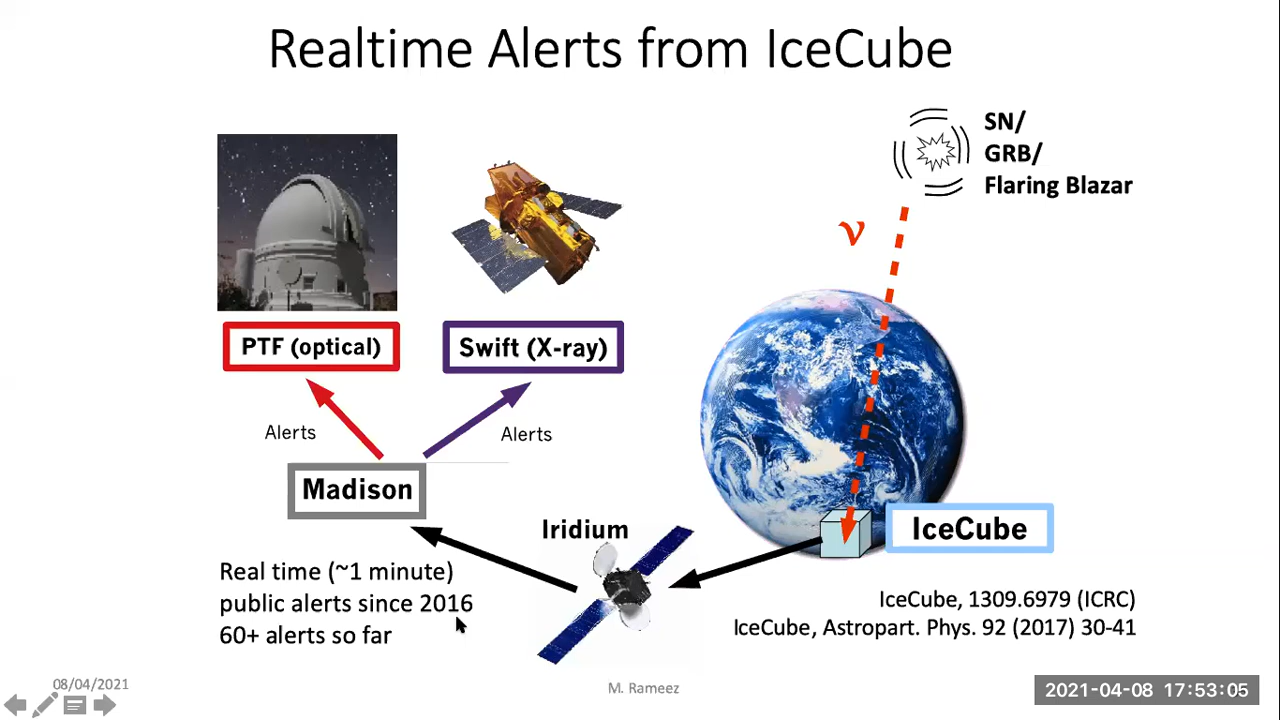 Realtime Alerts from IceCube
SN/
GRB/
Flaring Blazar
ν
PTF (optical)
Swift (X-ray)
Alerts
Alerts
Madison
Iridium
IceCube
Real time (~1 minute)
public alerts since 2016
60+ alerts so far
IceCube, 1309.6979 (ICRC)
IceCube, Astropart. Phys. 92 (2017) 30-41
08/04/2021
M. Rameez
2021-04-08 17:53:05